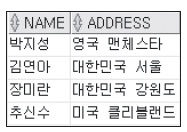 NAME ADDRESS
박지성 영국 맨체스타
김연아 대한민국 서울
장미란 대한민국 강원도
추신수 미국 클리블랜드